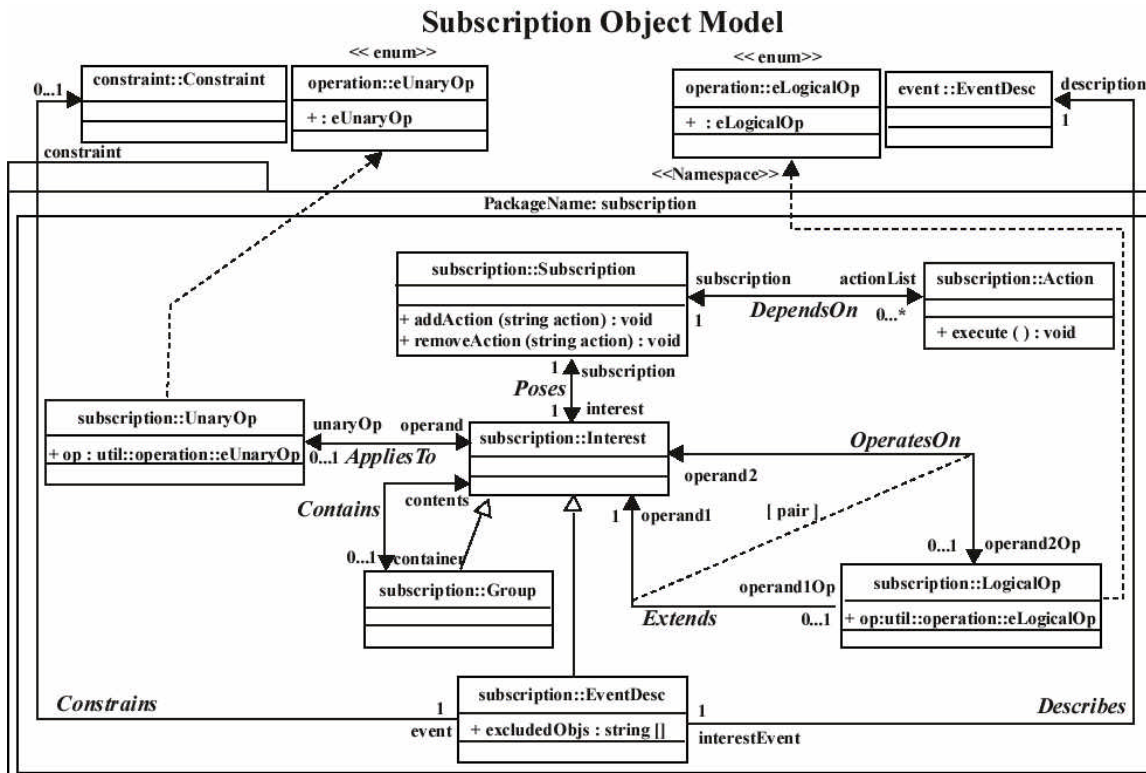 Subscription Object Model
<< enum>>
<< enum>>
0...1
constraint::Constraint
operation::eUnaryOp
+ : eUnaryOp
operation::eLogicalOp
+ : eLogicalOp
event ::EventDesc
description
1
constraint
<<Namespace>>
PackageName: subscription
subscription::Subscription
+ addAction (string action) : void
+ removeAction (string action) : void
subscription
actionList
1
DependsOn
0...*
subscription::Action
+ execute ( ) : void
1
subscription
Poses
1
interest
subscription::UnaryOp
+ op : util::operation::eUnaryOp
unaryOp
operand
0...1
AppliesTo
subscription::Interest
OperatesOn
operand2
Contains
contents
1
operand1
[ pair ]
0...1
container
0...1
operand2Op
subscription::Group
operand1Op
subscription::LogicalOp
+ op:util::operation::eLogicalOp
Extends
0...1
Constrains
1
event
subscription::EventDesc
+ excludedObjs : string []
1
interestEvent
Describes